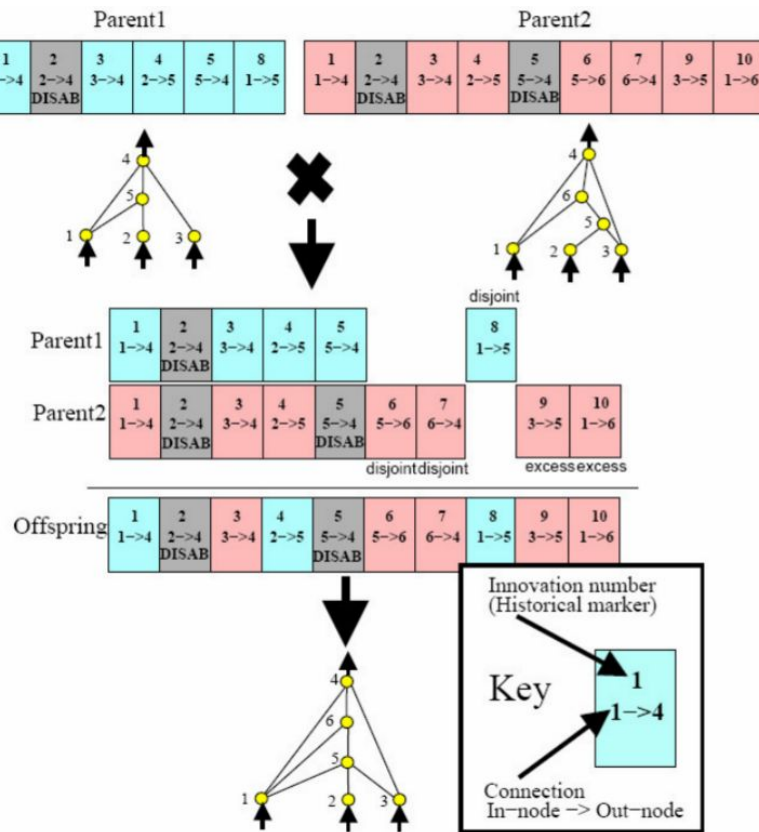 Parent1
Parent2
1 2 3 4 5 8
1->4 2->4 3->4 2->5 5->4 1->5
DISAB
1 2 3 4 5 6 7 9 10
1->4 2->4 3->4 2->5 5->4 5->6 6->4 3->5 1->6
DISAB DISAB
4
5
1 2 3
4
6
5
1 2 3
disjoint
Parent1
1 2 3 4 5 8
1->4 2->4 3->4 2->5 5->4 1->5
DISAB
Parent2
1 2 3 4 5 6 7 9 10
1->4 2->4 3->4 2->5 5->4 5->6 6->4 3->5 1->6
DISAB DISAB
disjoint disjoint excess excess
Offspring
1 2 3 4 5 6 7 8 9 10
1->4 2->4 3->4 2->5 5->4 5->6 6->4 1->5 3->5 1->6
DISAB DISAB
4
6
5
1 2 3
Innovation number
(Historical marker)
Key
1
1->4
Connection
In-node -> Out-node